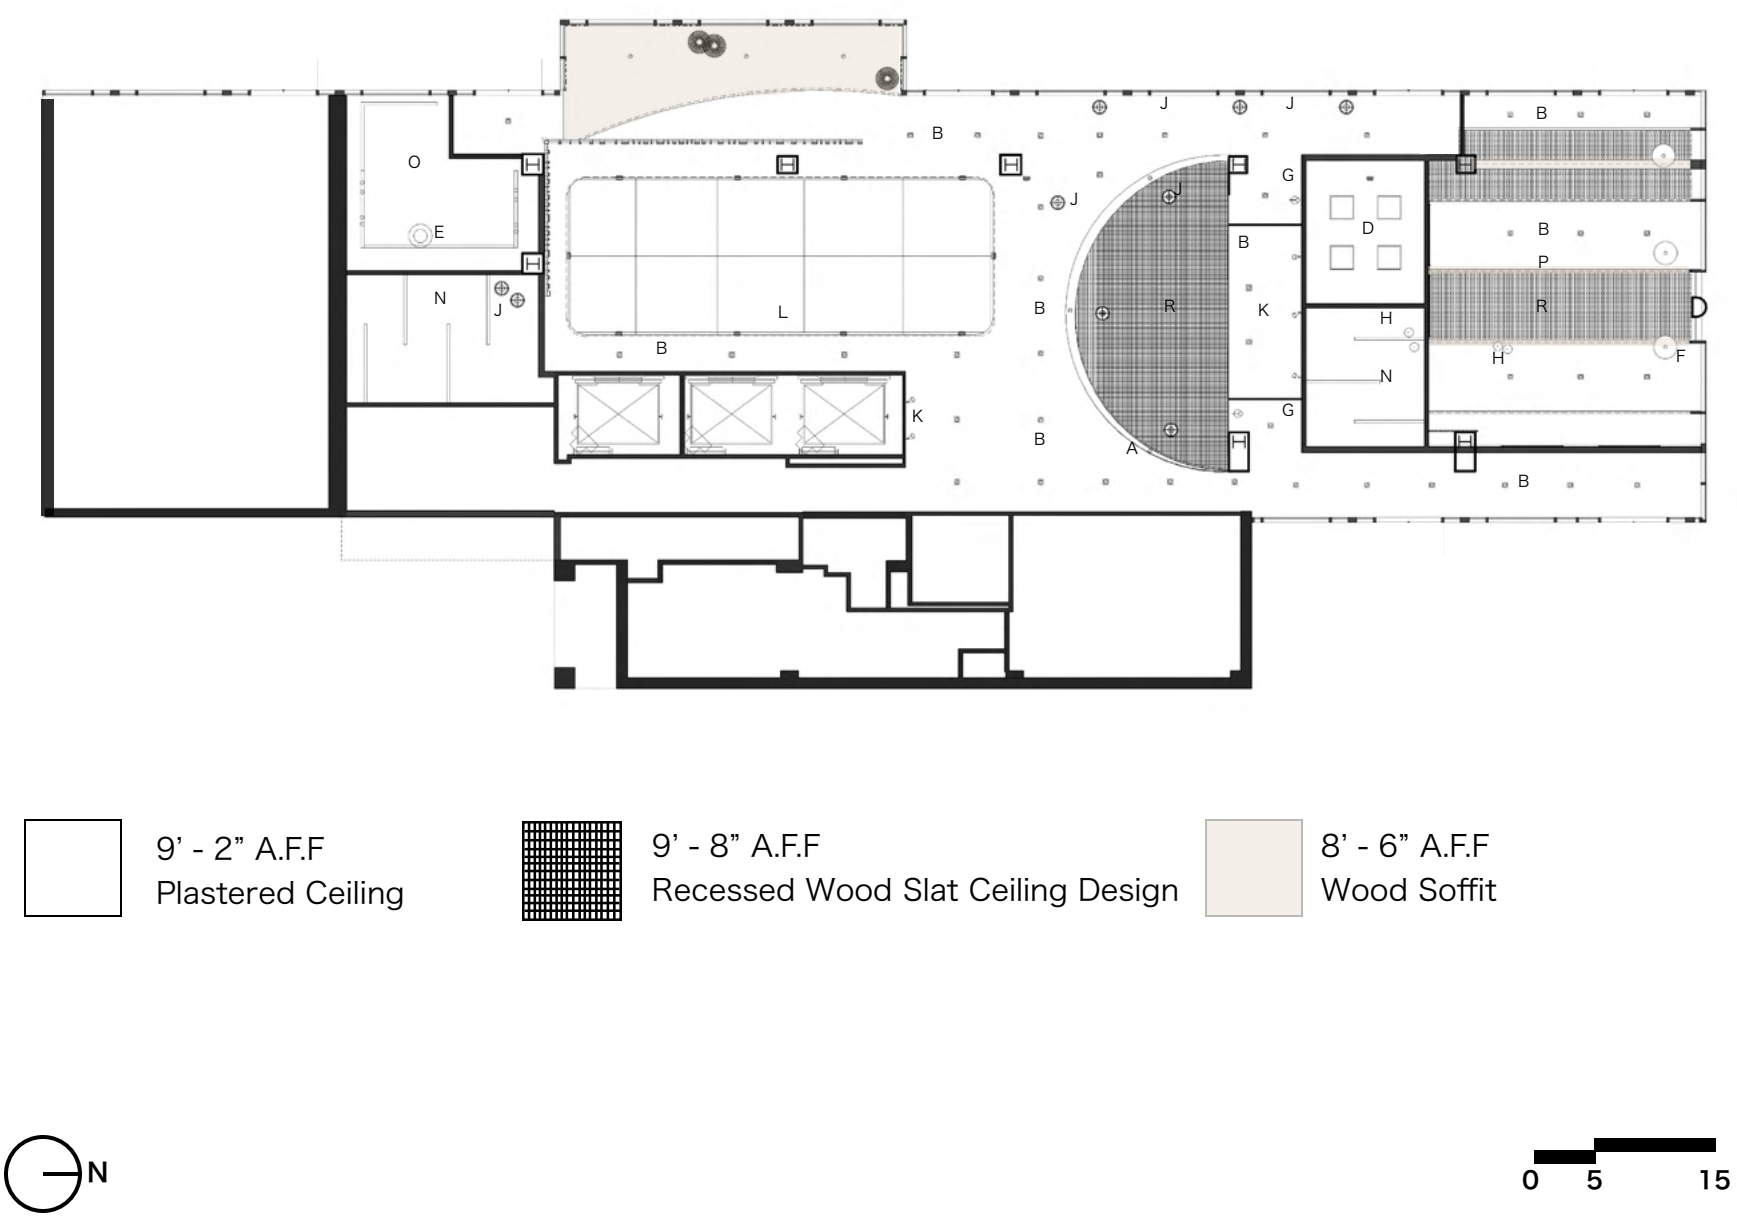 J J
B
B
O
G
J J
E
D
B
B
P
N
J
B
R
K
R
L
H
B
H
F
N
K
G
B
A
B
9’ - 2” A.F.F
Plastered Ceiling
9’ - 8” A.F.F
Recessed Wood Slat Ceiling Design
8’ - 6” A.F.F
Wood Soffit
N
0 5 15